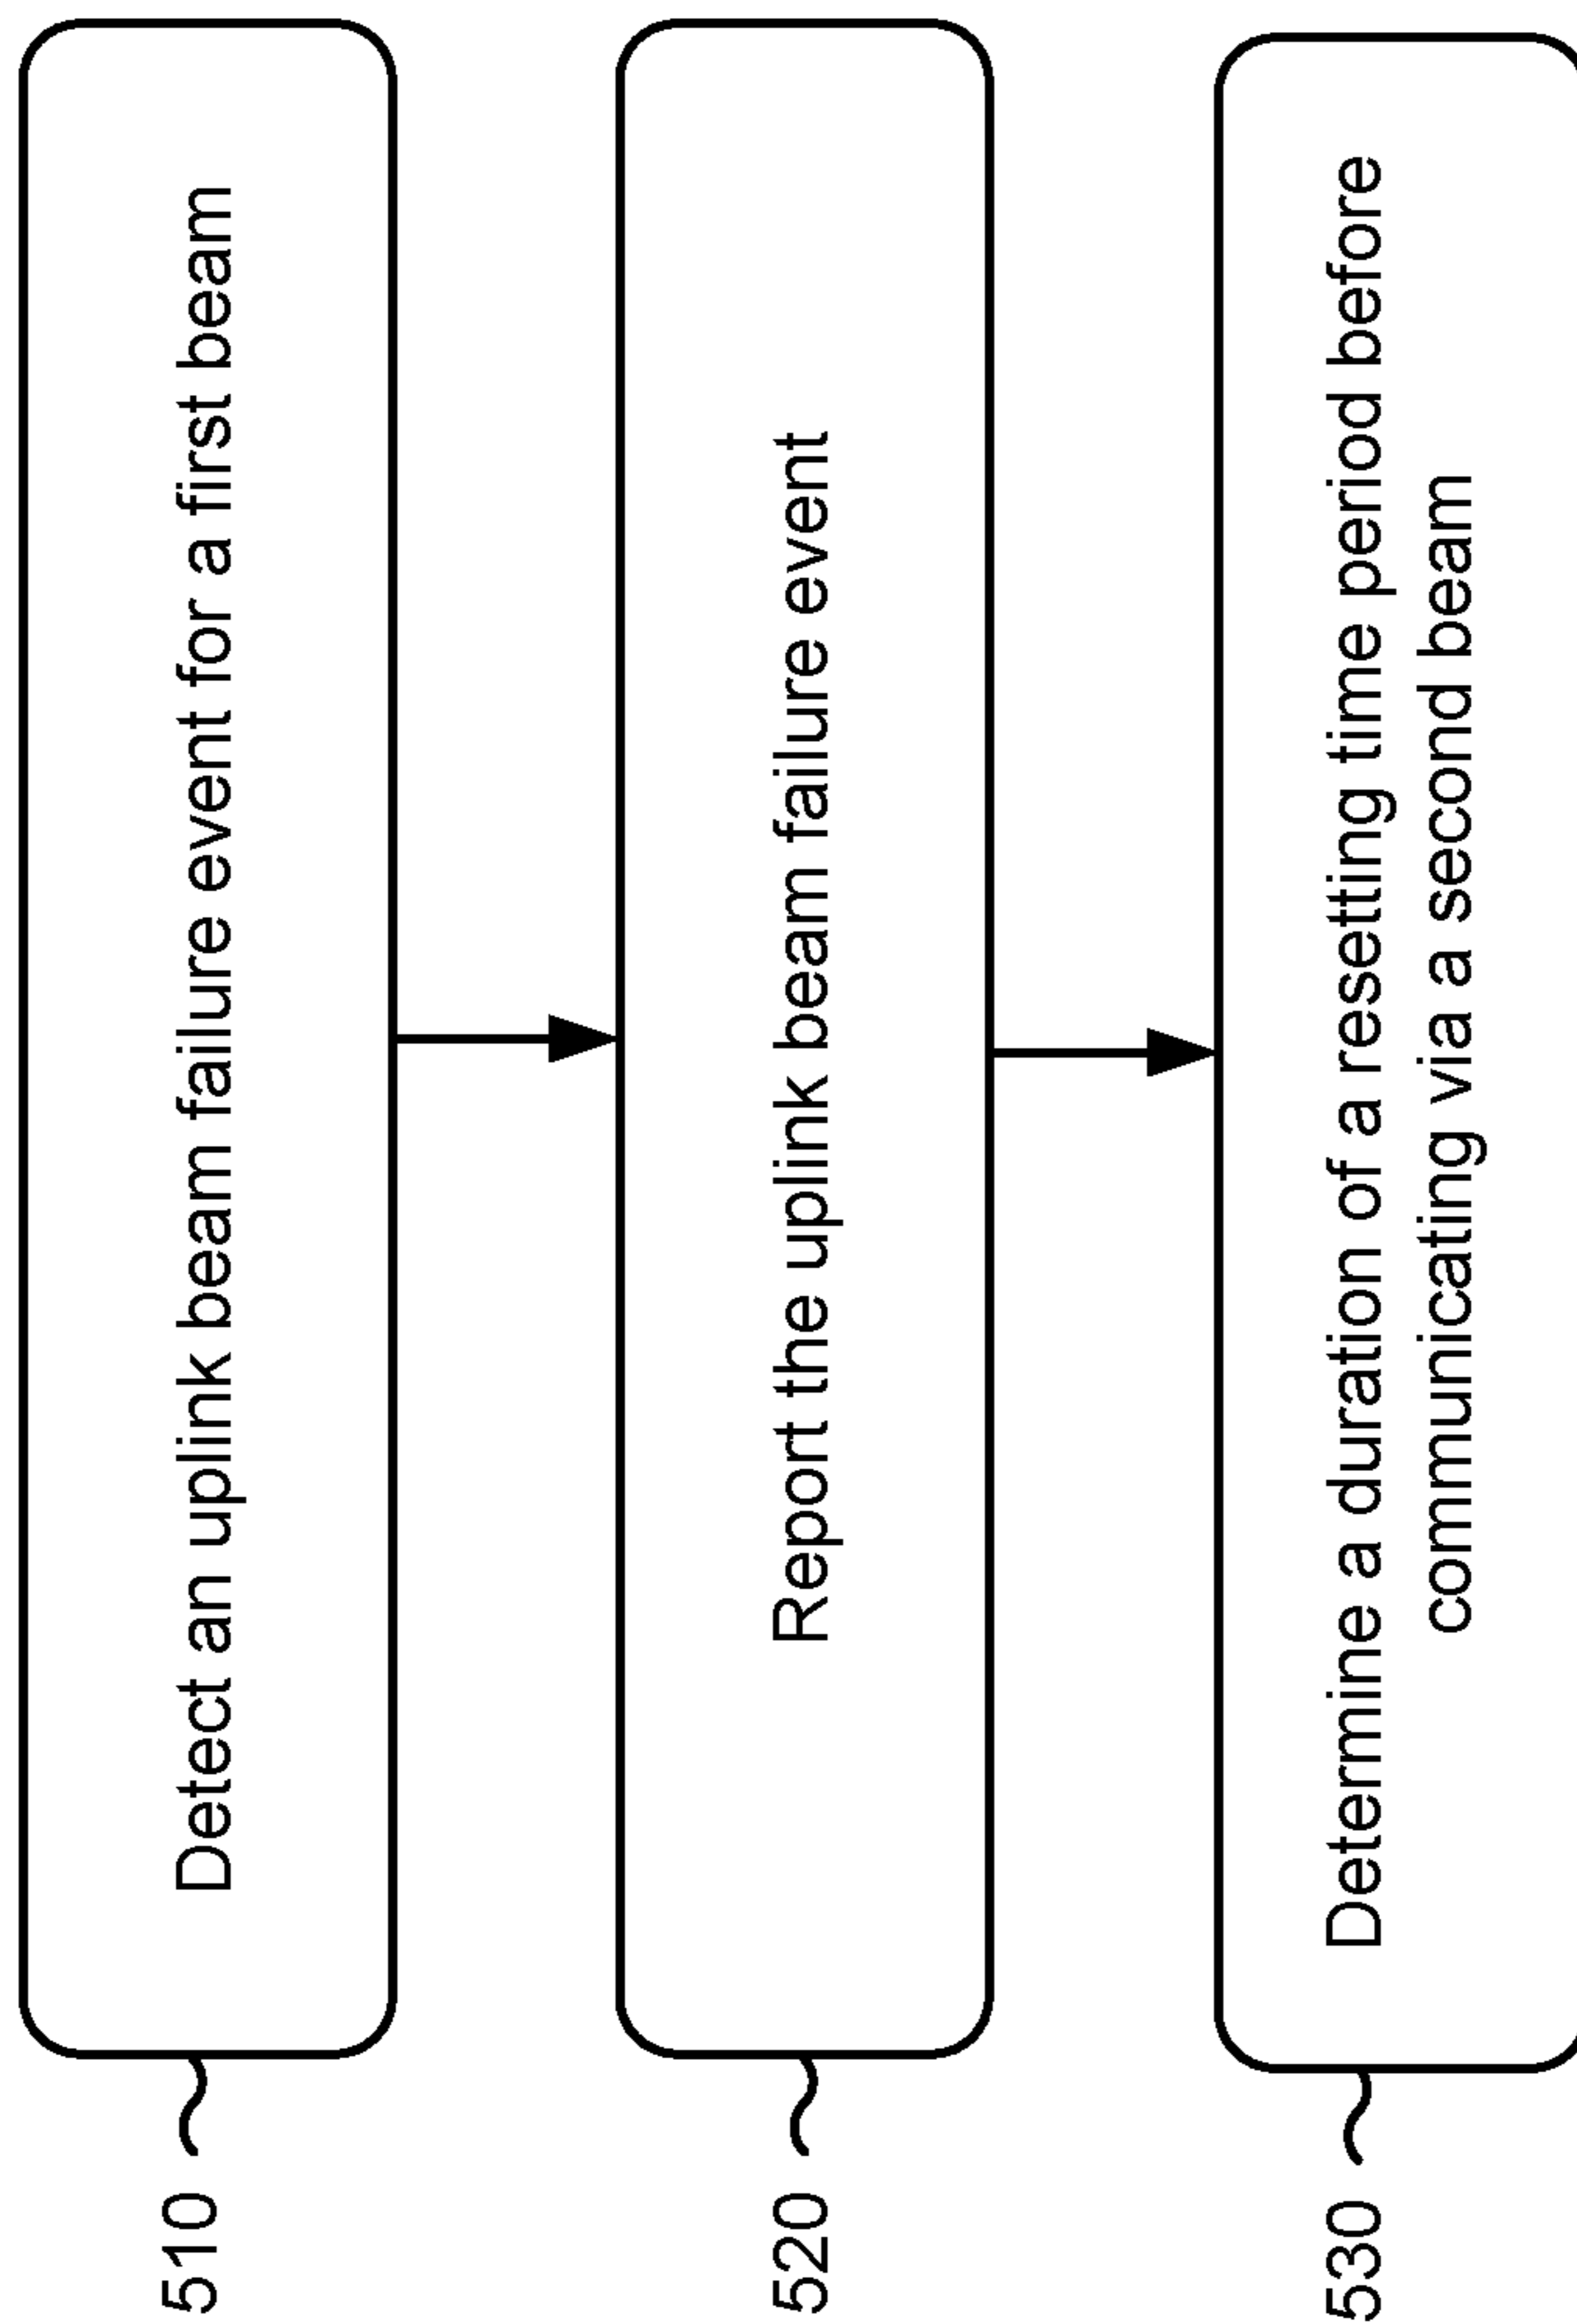 510
Detect an uplink beam failure event for a first beam
520
Report the uplink beam failure event
530
Determine a duration of a resetting time period before
communicating via a second beam